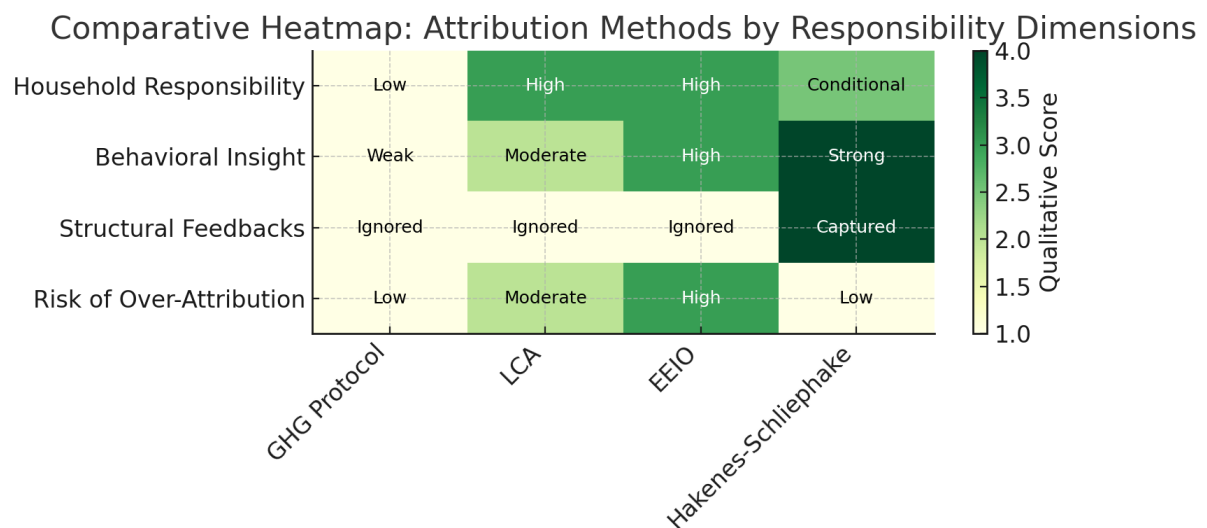 Comparative Heatmap: Attribution Methods by Responsibility Dimensions
Household Responsibility
Low
High
High
Conditional
Behavioral Insight
Weak
Moderate
High
Strong
Structural Feedbacks
Ignored
Ignored
Ignored
Captured
Risk of Over-Attribution
Low
Moderate
High
Low
GHG Protocol
LCA
EEIO
Hakenes-Schliephake
4.0
3.5
3.0
2.5
2.0
1.5
1.0
Qualitative Score